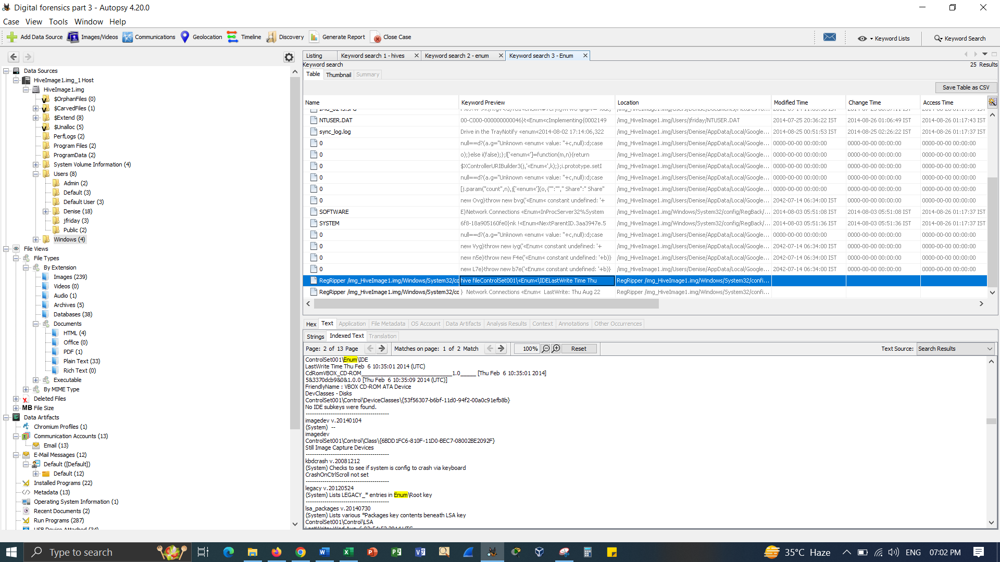 Digital forensics part 3 - Autopsy 4.20.0
Case View Tools Window Help
Add Data Source Images/Videos Communications Geolocation Timeline Discovery Generate Report Close Case Keyword Lists Keyword Search
Data Sources
HiveImage1.img_1 Host
HiveImage1.img
$OrphanFiles (0)
$CarvedFiles (1)
$Extend (8)
$Unalloc (5)
PerfLogs (2)
Program Files (2)
ProgramData (2)
System Volume Information (4)
Users (8)
Admin (2)
Default (3)
Default User (3)
Denise (18)
jfriday (3)
Public (2)
Windows (4)
File Views
File Types
By Extension
Images (239)
Videos (0)
Audio (1)
Archives (5)
Databases (38)
Documents
HTML (4)
Office (0)
PDF (1)
Plain Text (33)
Rich Text (0)
Executable
By MIME Type
Deleted Files
MB File Size
Data Artifacts
Chromium Profiles (1)
Communication Accounts (13)
Email (13)
E-Mail Messages (12)
Default ([Default])
Default (12)
Installed Programs (22)
Metadata (13)
Operating System Information (1)
Recent Documents (2)
Run Programs (287)
Listing Keyword search 1 - hives Keyword search 2 - enum Keyword search 3 - Enum
Keyword search 25 Results
Table Thumbnail Summary
Save Table as CSV
Name Keyword Preview Location Modified Time Change Time Access Time
NTUSER.DAT 00-C000-000000000046}t«Enum«cImplementing{0002149 /img_HiveImage1.img/Users/jfriday/NTUSER.DAT 2014-07-25 20:36:22 IST 2014-08-26 01:06:49 IST 2014-08-26 01:17:43 IST
sync_log.log Drive in the TrayNotify «enum«2014-08-02 17:14:06,322 /img_HiveImage1.img/Users/Denise/AppData/Local/Google... 2014-08-25 00:51:53 IST 2014-08-25 02:26:22 IST 2014-08-26 01:17:37 IST
0 null==d?(a.g="Unknown «enum« value: "+c,null):d;case /img_HiveImage1.img/Users/Denise/AppData/Local/Google... 0000-00-00 00:00:00 0000-00-00 00:00:00 0000-00-00 00:00:00
0 o);}else i(false);};l['«enum«']=function(m,n){return /img_HiveImage1.img/Users/Denise/AppData/Local/Google... 0000-00-00 00:00:00 0000-00-00 00:00:00 0000-00-00 00:00:00
0 $XControllerURIBuilder3(j,'«Enum«',k);};i.prototype.setI /img_HiveImage1.img/Users/Denise/AppData/Local/Google... 0000-00-00 00:00:00 0000-00-00 00:00:00 0000-00-00 00:00:00
0 null==d?(a.g="Unknown «enum« value: "+c,null):d;case /img_HiveImage1.img/Users/Denise/AppData/Local/Google... 0000-00-00 00:00:00 0000-00-00 00:00:00 0000-00-00 00:00:00
0 [j.param("count",n),j['«enum«'](o,{"":""," Share":" Share" /img_HiveImage1.img/Users/Denise/AppData/Local/Google... 0000-00-00 00:00:00 0000-00-00 00:00:00 0000-00-00 00:00:00
0 new Ovg}throw new bvg('«Enum« constant undefined: '+ /img_HiveImage1.img/Users/Denise/AppData/Local/Google... 2042-07-14 06:34:00 IST 0000-00-00 00:00:00 0000-00-00 00:00:00
SOFTWARE E}Network Connections «Enum«InProcServer32%System /img_HiveImage1.img/Windows/System32/config/RegBack/... 2014-08-03 05:51:08 IST 2014-08-03 05:51:08 IST 2014-08-26 01:17:37 IST
SYSTEM 6f8-18a905160fe0}nk !«Enum«NextParentID.3aa3947e.5 /img_HiveImage1.img/Windows/System32/config/RegBack/... 2014-08-03 05:51:36 IST 2014-08-03 05:51:36 IST 2014-08-26 01:17:37 IST
0 null==d?(a.g="Unknown «enum« value: "+c,null):d;case /img_HiveImage1.img/Users/Denise/AppData/Local/Google... 0000-00-00 00:00:00 0000-00-00 00:00:00 0000-00-00 00:00:00
0 new Vyg}throw new iyg('«Enum« constant undefined: '+ /img_HiveImage1.img/Users/Denise/AppData/Local/Google... 2042-07-14 06:34:00 IST 0000-00-00 00:00:00 0000-00-00 00:00:00
0 new n5e}throw new F4e('«Enum« constant undefined: '+b)} /img_HiveImage1.img/Users/Denise/AppData/Local/Google... 2042-07-14 06:34:00 IST 0000-00-00 00:00:00 0000-00-00 00:00:00
0 new L7e}throw new b7e('«Enum« constant undefined: '+b)} /img_HiveImage1.img/Users/Denise/AppData/Local/Google... 2042-07-14 06:34:00 IST 0000-00-00 00:00:00 0000-00-00 00:00:00
RegRipper /img_HiveImage1.img/Windows/System32/co hive fileControlSet001\«Enum«\IDELastWrite Time Thu RegRipper /img_HiveImage1.img/Windows/System32/confi...
RegRipper /img_HiveImage1.img/Windows/System32/co } Network Connections «Enum« LastWrite: Thu Aug 22 RegRipper /img_HiveImage1.img/Windows/System32/confi...
Hex Text Application File Metadata OS Account Data Artifacts Analysis Results Context Annotations Other Occurrences
Strings Indexed Text Translation
Page: 2 of 13 Page Matches on page: 1 of 2 Match 100% Reset Text Source: Search Results
ControlSet001\Enum\IDE
LastWrite Time Thu Feb 6 10:35:01 2014 (UTC)
CdRomVBOX_CD-ROM_____________________________1.0_____ [Thu Feb 6 10:35:01 2014]
5&3370dcb9&0&1.0.0 [Thu Feb 6 10:35:09 2014 (UTC)]
FriendlyName : VBOX CD-ROM ATA Device
DevClasses - Disks
ControlSet001\Control\DeviceClasses\{53f56307-b6bf-11d0-94f2-00a0c91efb8b}
No IDE subkeys were found.
----------------------------------------
imagedev v.20140104
(System) --
imagedev
ControlSet001\Control\Class\{6BDD1FC6-810F-11D0-BEC7-08002BE2092F}
Still Image Capture Devices
----------------------------------------
kbdcrash v.20081212
(System) Checks to see if system is config to crash via keyboard
CrashOnCtrlScroll not set
----------------------------------------
legacy v.20120524
(System) Lists LEGACY_* entries in Enum\Root key
----------------------------------------
lsa_packages v.20140730
(System) Lists various *Packages key contents beneath LSA key
ControlSet001\Control\LSA
Type to search
35°C Haze ENG 07:02 PM